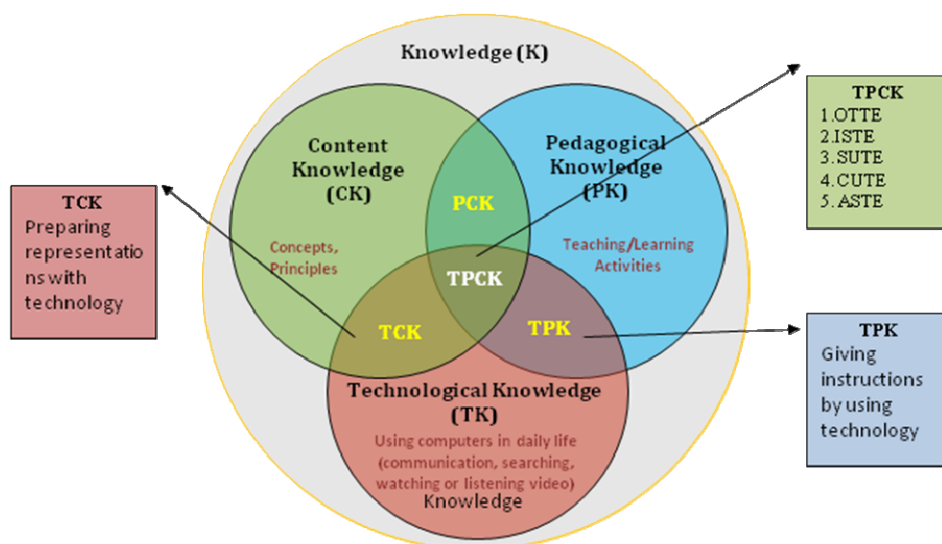 Knowledge (K)
Content
Knowledge
(CK)
Concepts,
Principles
Pedagogical
Knowledge
(PK)
Teaching/Learning
Activities
PCK
TPCK
TCK
TPK
Technological Knowledge
(TK)
Using computers in daily life
(communication, searching,
watching or listening video)
Knowledge
TCK
Preparing
representatio
ns with
technology
TPCK
1.OTTE
2.ISTE
3.SUTE
4. CUTE
5. ASTE
TPK
Giving
instructions
by using
technology